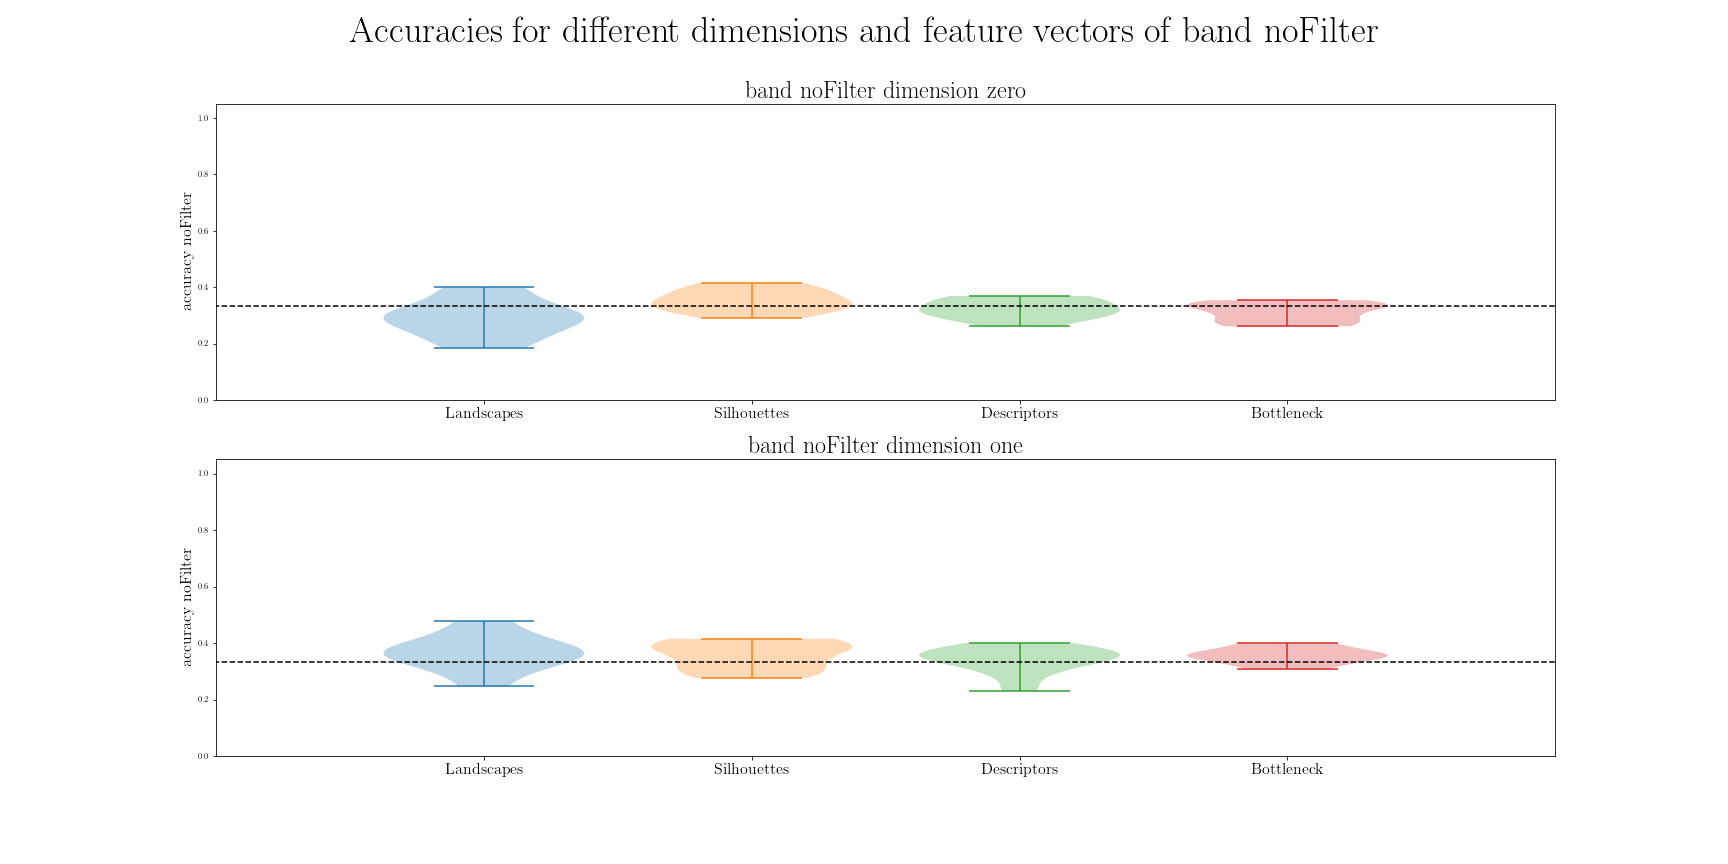 Accuracies for different dimensions and feature vectors of band noFilter
band noFilter dimension zero
accuracy noFilter
1.0
0.8
0.6
0.4
0.2
0.0
Landscapes Silhouettes Descriptors Bottleneck
band noFilter dimension one
accuracy noFilter
1.0
0.8
0.6
0.4
0.2
0.0
Landscapes Silhouettes Descriptors Bottleneck